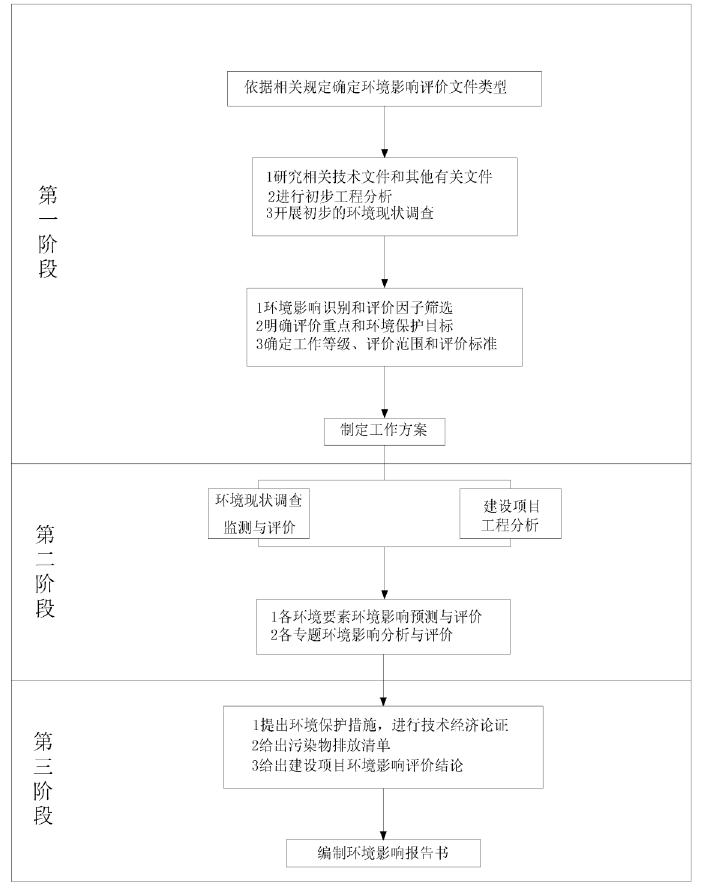 第一阶段
依据相关规定确定环境影响评价文件类型
1研究相关技术文件和其他有关文件
2进行初步工程分析
3开展初步的环境现状调查
1环境影响识别和评价因子筛选
2明确评价重点和环境保护目标
3确定工作等级、评价范围和评价标准
制定工作方案
第二阶段
环境现状调查
监测与评价
建设项目
工程分析
1各环境要素环境影响预测与评价
2各专题环境影响分析与评价
第三阶段
1提出环境保护措施，进行技术经济论证
2给出污染物排放清单
3给出建设项目环境影响评价结论
编制环境影响报告书